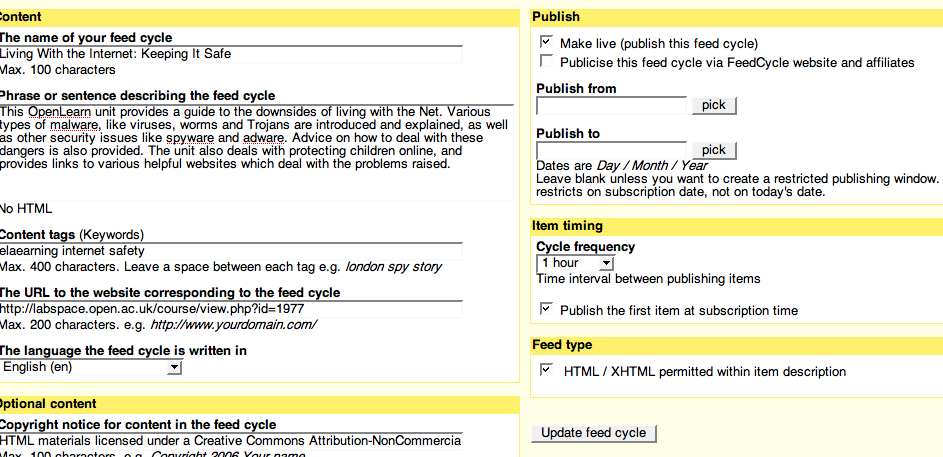 Content
The name of your feed cycle
Living With the Internet: Keeping It Safe
Max. 100 characters
Phrase or sentence describing the feed cycle
This OpenLearn unit provides a guide to the downsides of living with the Net. Various
types of malware, like viruses, worms and Trojans are introduced and explained, as well
as other security issues like spyware and adware. Advice on how to deal with these
dangers is also provided. The unit also deals with protecting children online, and
provides links to various helpful websites which deal with the problems raised.
No HTML
Content tags (Keywords)
elaearning internet safety
Max. 400 characters. Leave a space between each tag e.g. london spy story
The URL to the website corresponding to the feed cycle
http://labspace.open.ac.uk/course/view.php?id=1977
Max. 200 characters. e.g. http://www.yourdomain.com/
The language the feed cycle is written in
English (en)
Optional content
Copyright notice for content in the feed cycle
HTML materials licensed under a Creative Commons Attribution-NonCommercia
Max. 100 characters. e.g. Copyright 2006 Your name
Publish
Make live (publish this feed cycle)
Publicise this feed cycle via FeedCycle website and affiliates
Publish from
pick
Publish to
pick
Dates are Day / Month / Year
Leave blank unless you want to create a restricted publishing window.
restricts on subscription date, not on today's date.
Item timing
Cycle frequency
1 hour
Time interval between publishing items
Publish the first item at subscription time
Feed type
HTML / XHTML permitted within item description
Update feed cycle